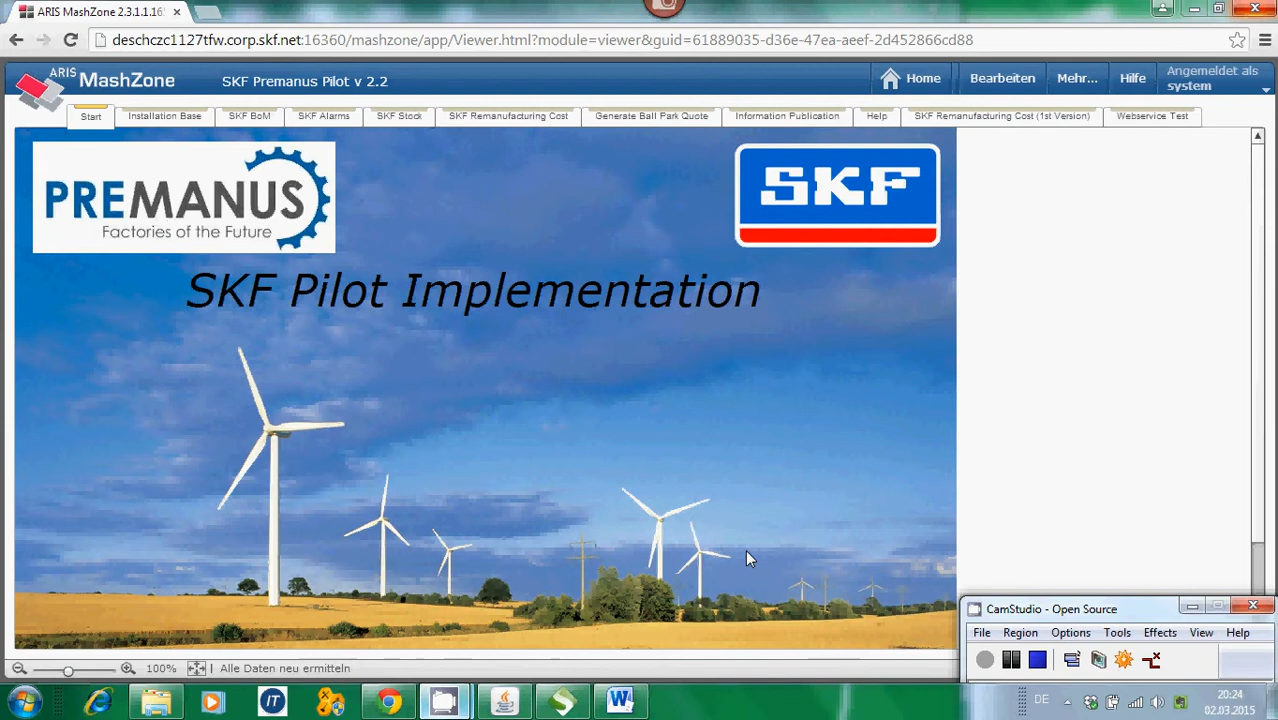 ARIS MashZone 2.3.1.1.165
deschczc1127tfw.corp.skf.net:16360/mashzone/app/Viewer.html?module=viewer&guid=61889035-d36e-47ea-aeef-2d452866cd88
ARIS MashZone
SKF Premanus Pilot v 2.2
Home
Bearbeiten
Mehr...
Hilfe
Angemeldet als
system
Start
Installation Base
SKF BoM
SKF Alarms
SKF Stock
SKF Remanufacturing Cost
Generate Ball Park Quote
Information Publication
Help
SKF Remanufacturing Cost (1st Version)
Webservice Test
PREMANUS
Factories of the Future
SKF
SKF Pilot Implementation
CamStudio - Open Source
File Region Options Tools Effects View Help
100%
Alle Daten neu ermitteln
IT
DE
20:24
02.03.2015